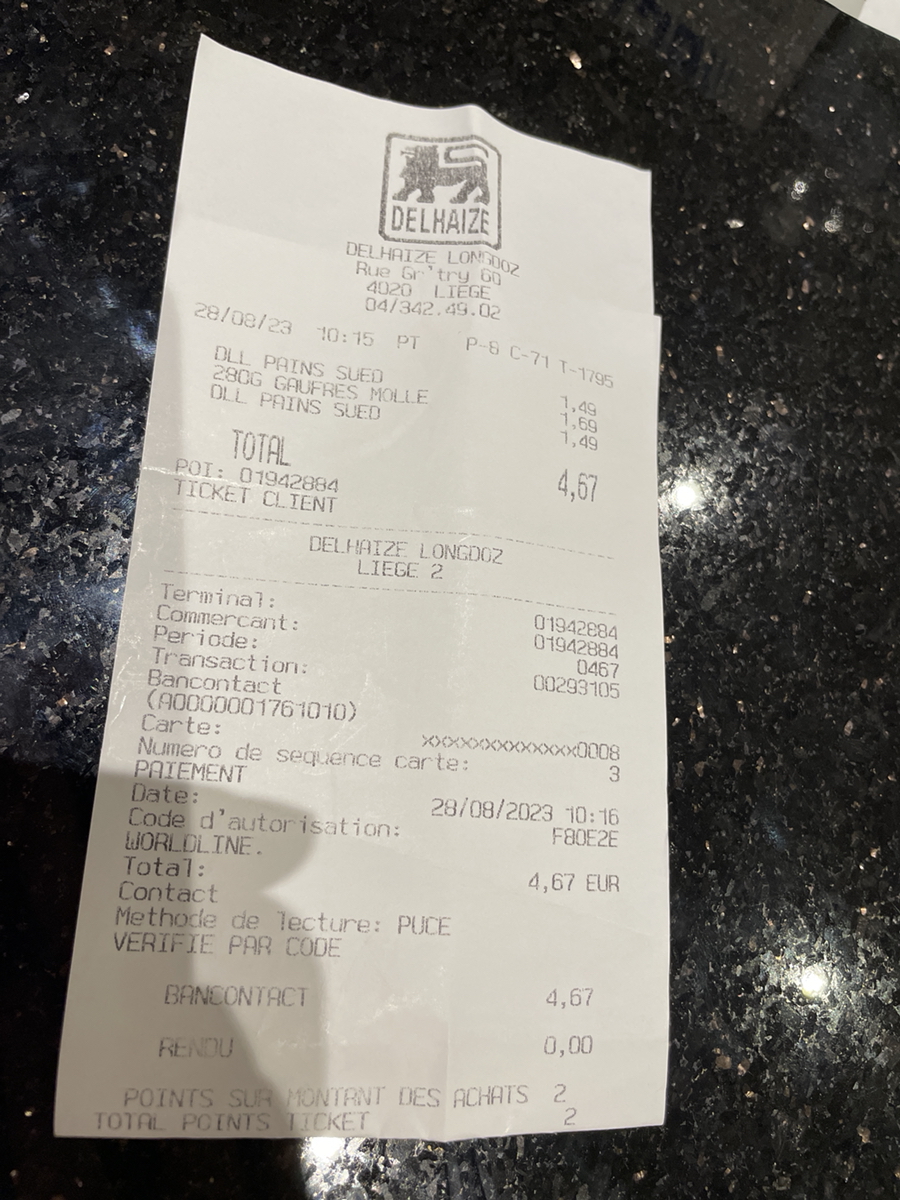 DELHAIZE
DELHAIZE LONGDOZ
Rue Gr'try 60
4020 LIEGE
04/342.49.02
28/08/23 10:15 PT P-8 C-71 T-1795
DLL PAINS SUED 1,49
280G GAUFRES MOLLE 1,69
DLL PAINS SUED 1,49
TOTAL 4,67
POI: 01942884
TICKET CLIENT
DELHAIZE LONGDOZ
LIEGE 2
Terminal: 01942884
Commercant: 01942884
Periode: 0467
Transaction: 00293105
Bancontact
(A0000001761010)
Carte: xxxxxxxxxxxxx0008
Numero de sequence carte: 3
PAIEMENT
Date: 28/08/2023 10:16
Code d'autorisation: F80E2E
WORLDLINE.
Total: 4,67 EUR
Contact
Methode de lecture: PUCE
VERIFIE PAR CODE
BANCONTACT 4,67
RENDU 0,00
POINTS SUR MONTANT DES ACHATS 2
TOTAL POINTS TICKET 2